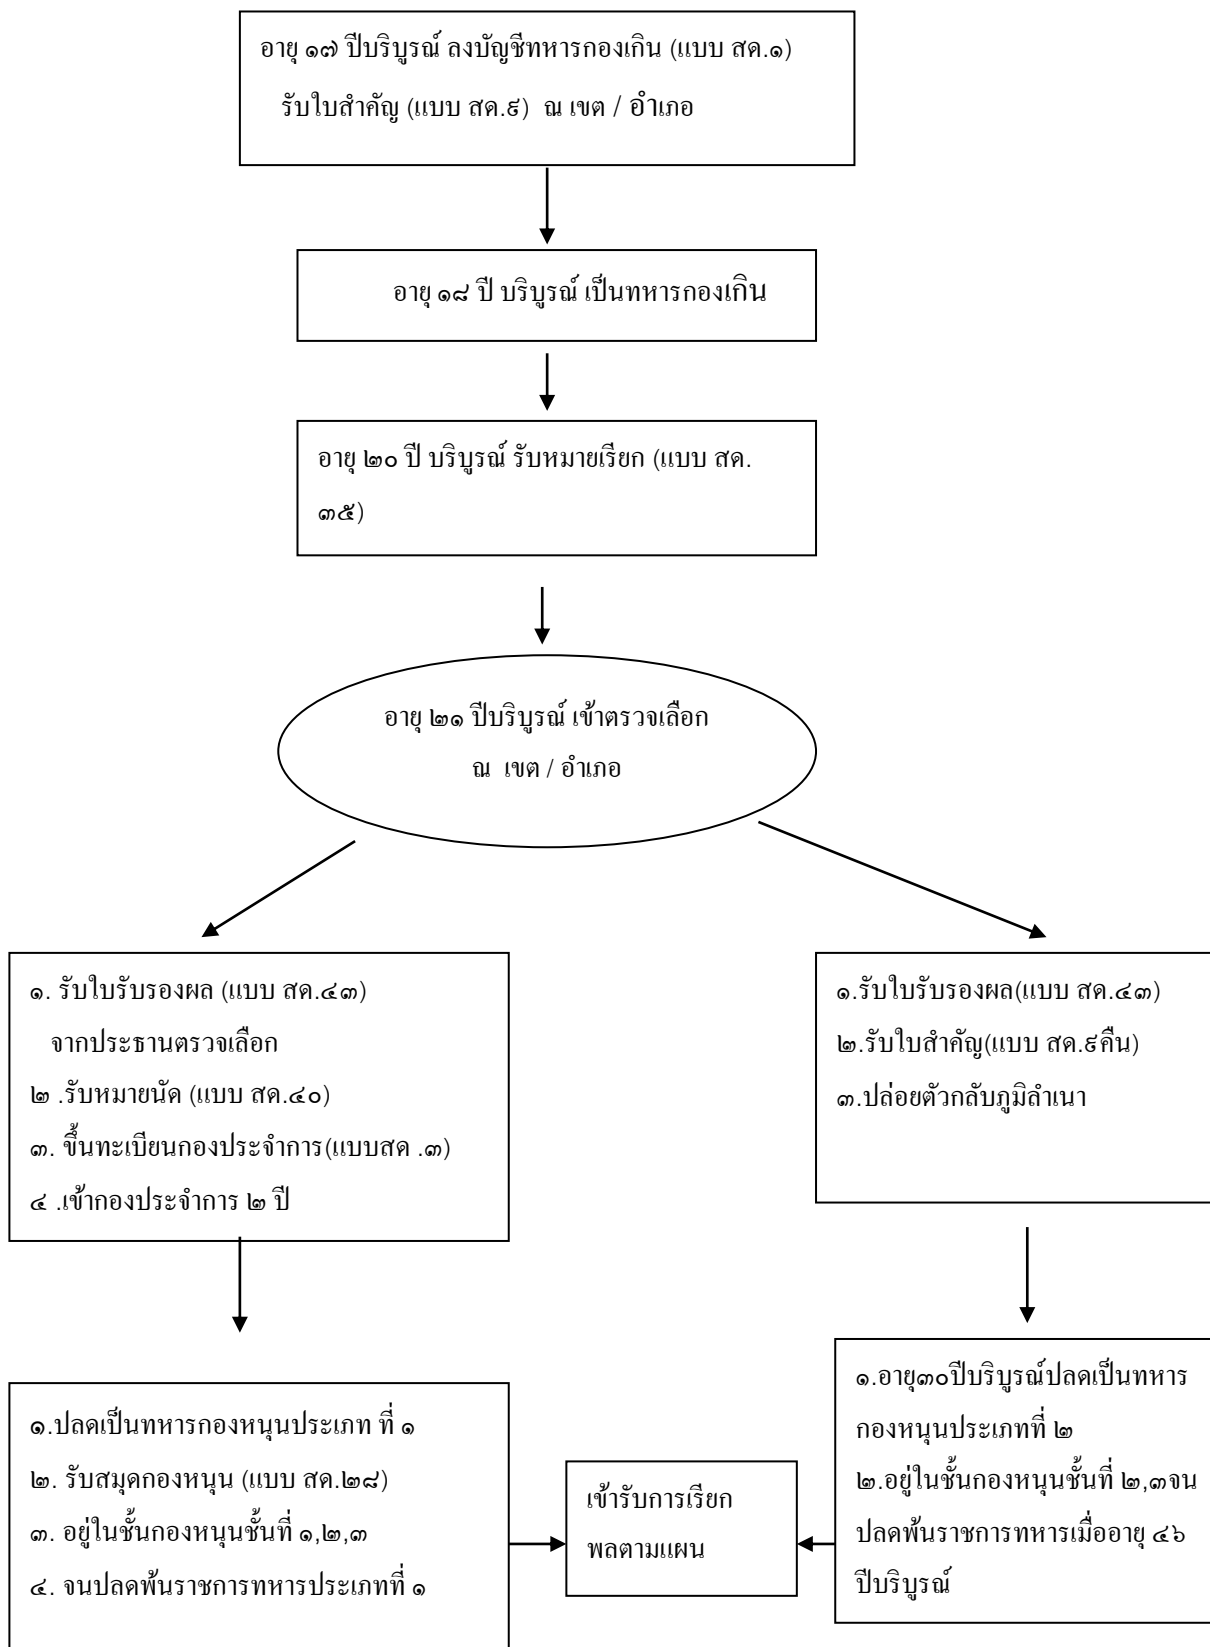 อายุ ๑๗ ปีบริบูรณ์ ลงบัญชีทหารกองเกิน (แบบ สด.๑)
รับใบสำคัญ (แบบ สด.๙) ณ เขต / อำเภอ
อายุ ๑๘ ปี บริบูรณ์ เป็นทหารกองเกิน
อายุ ๒๐ ปี บริบูรณ์ รับหมายเรียก (แบบ สด.
๓๕)
อายุ ๒๑ ปีบริบูรณ์ เข้าตรวจเลือก
ณ เขต / อำเภอ
๑. รับใบรับรองผล (แบบ สด.๔๓)
จากประธานตรวจเลือก
๒ .รับหมายนัด (แบบ สด.๔๐)
๓. ขึ้นทะเบียนกองประจำการ(แบบสด .๓)
๔ .เข้ากองประจำการ ๒ ปี
๑.รับใบรับรองผล(แบบ สด.๔๓)
๒.รับใบสำคัญ(แบบ สด.๙คืน)
๓.ปล่อยตัวกลับภูมิลำเนา
๑.ปลดเป็นทหารกองหนุนประเภท ที่ ๑
๒. รับสมุดกองหนุน (แบบ สด.๒๘)
๓. อยู่ในชั้นกองหนุนชั้นที่ ๑,๒,๓
๔. จนปลดพ้นราชการทหารประเภทที่ ๑
เข้ารับการเรียก
พลตามแผน
๑.อายุ๓๐ปีบริบูรณ์ปลดเป็นทหาร
กองหนุนประเภทที่ ๒
๒.อยู่ในชั้นกองหนุนชั้นที่ ๒,๓จน
ปลดพ้นราชการทหารเมื่ออายุ ๔๖
ปีบริบูรณ์